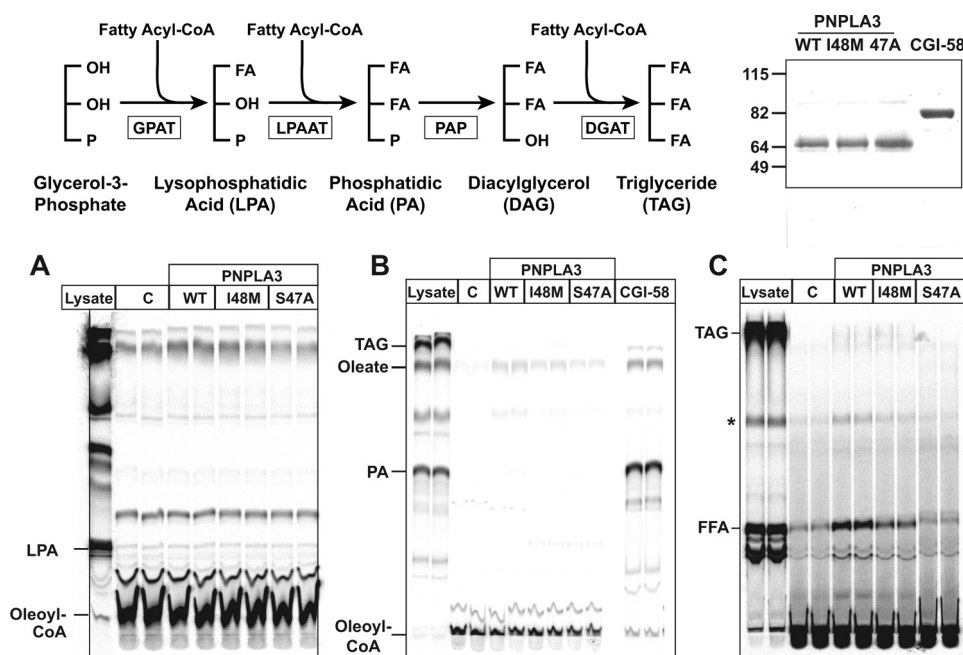 Fatty Acyl-CoA Fatty Acyl-CoA Fatty Acyl-CoA
OH FA FA FA FA
OH OH FA FA FA
P P P OH FA
GPAT LPAAT PAP DGAT
Glycerol-3-Phosphate
Lysophosphatidic Acid (LPA)
Phosphatidic Acid (PA)
Diacylglycerol (DAG)
Triglyceride (TAG)
PNPLA3
WT I48M 47A CGI-58
115
82
64
49
A
PNPLA3
Lysate C WT I48M S47A
LPA
Oleoyl-CoA
B
PNPLA3
Lysate C WT I48M S47A CGI-58
TAG
Oleate
PA
Oleoyl-CoA
C
PNPLA3
Lysate C WT I48M S47A
TAG
*
FFA